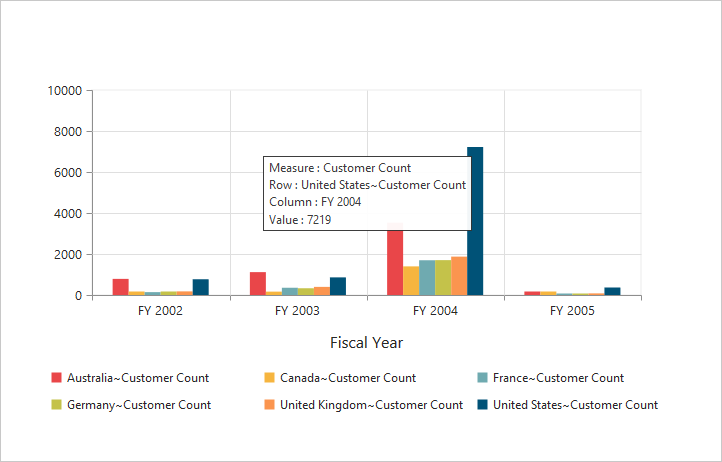 10000
8000
6000
4000
2000
0
Measure : Customer Count
Row : United States~Customer Count
Column : FY 2004
Value : 7219
FY 2002
FY 2003
FY 2004
FY 2005
Fiscal Year
Australia~Customer Count
Canada~Customer Count
France~Customer Count
Germany~Customer Count
United Kingdom~Customer Count
United States~Customer Count